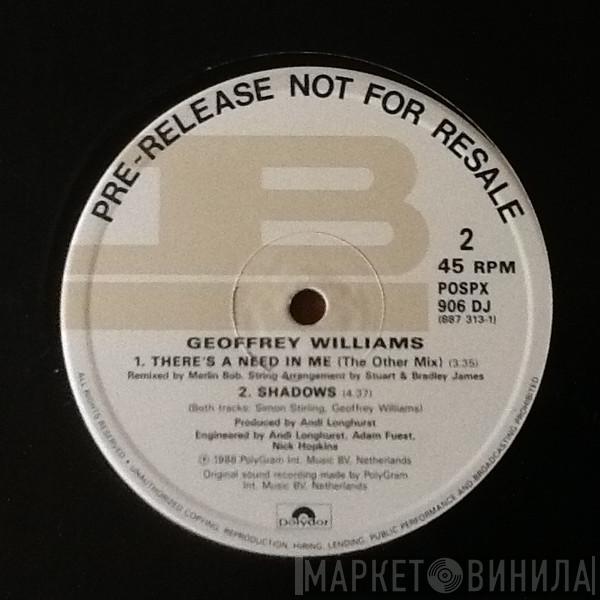 PRE-RELEASE NOT FOR RESALE
B
2
45 RPM
POSPX
906 DJ
(887 313-1)
GEOFFREY WILLIAMS
1. THERE'S A NEED IN ME (The Other Mix) (3.35)
Remixed by Merlin Bob. String Arrangement by Stuart & Bradley James
2. SHADOWS (4.37)
(Both tracks: Simon Stirling, Geoffrey Williams)
Produced by Andi Longhurst
Engineered by Andi Longhurst, Adam Fuest,
Nick Hopkins
℗ 1988 PolyGram Int. Music BV, Netherlands
Original sound recording made by PolyGram
Int. Music BV, Netherlands
polydor
ALL RIGHTS RESERVED • UNAUTHORIZED COPYING, REPRODUCTION, HIRING, LENDING, PUBLIC PERFORMANCE AND BROADCASTING PROHIBITED
МАРКЕТ ВИНИЛА